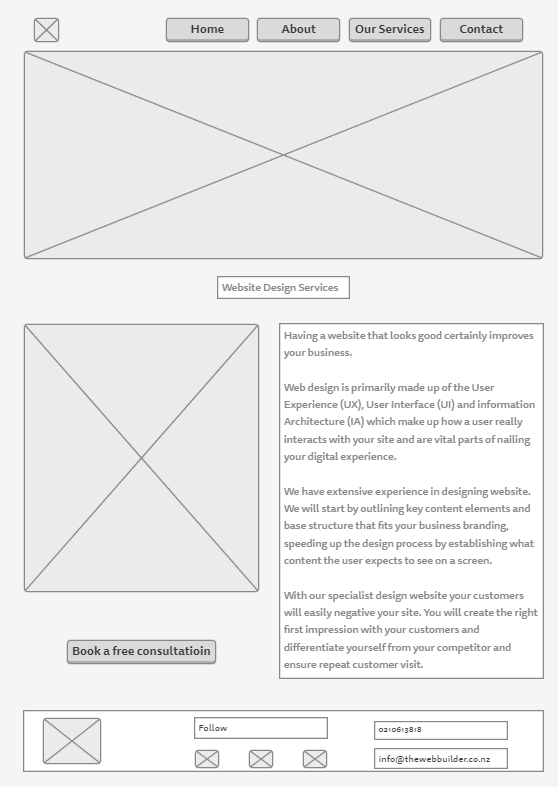 Home
About
Our Services
Contact
Website Design Services
Having a website that looks good certainly improves
your business.
Web design is primarily made up of the User
Experience (UX), User Interface (UI) and information
Architecture (IA) which make up how a user really
interacts with your site and are vital parts of nailing
your digital experience.
We have extensive experience in designing website.
We will start by outlining key content elements and
base structure that fits your business branding,
speeding up the design process by establishing what
content the user expects to see on a screen.
With our specialist design website your customers
will easily negative your site. You will create the right
first impression with your customers and
differentiate yourself from your competitor and
ensure repeat customer visit.
Book a free consultatioin
Follow
0210613818
info@thewebbuilder.co.nz